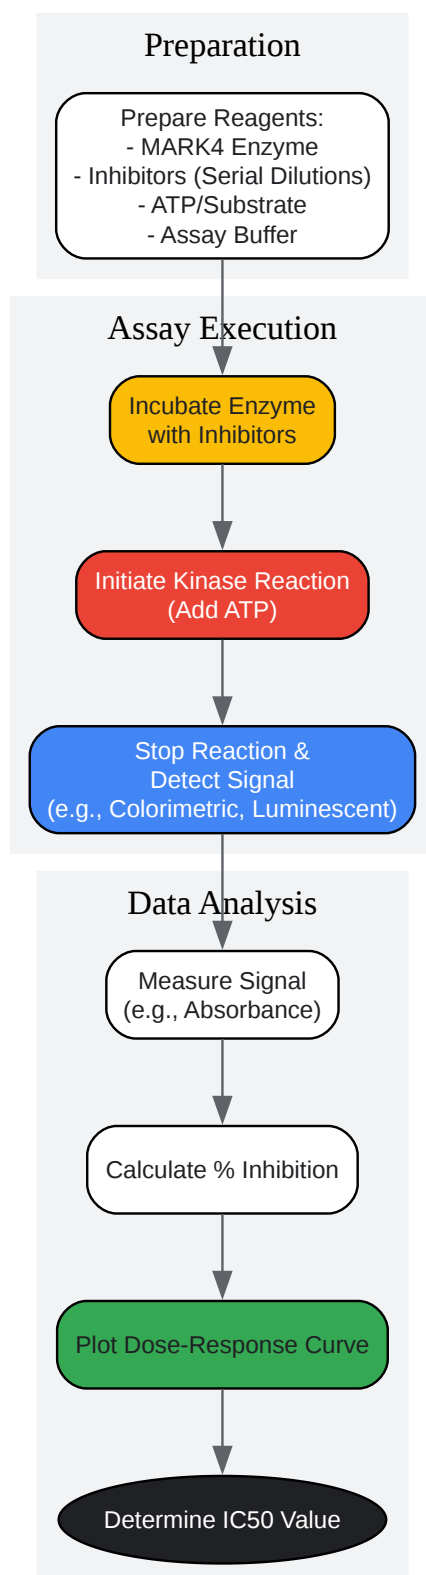 Preparation
Prepare Reagents:
- MARK4 Enzyme
- Inhibitors (Serial Dilutions)
- ATP/Substrate
- Assay Buffer
Assay Execution
Incubate Enzyme
with Inhibitors
Initiate Kinase Reaction
(Add ATP)
Stop Reaction &
Detect Signal
(e.g., Colorimetric, Luminescent)
Data Analysis
Measure Signal
(e.g., Absorbance)
Calculate % Inhibition
Plot Dose-Response Curve
Determine IC50 Value